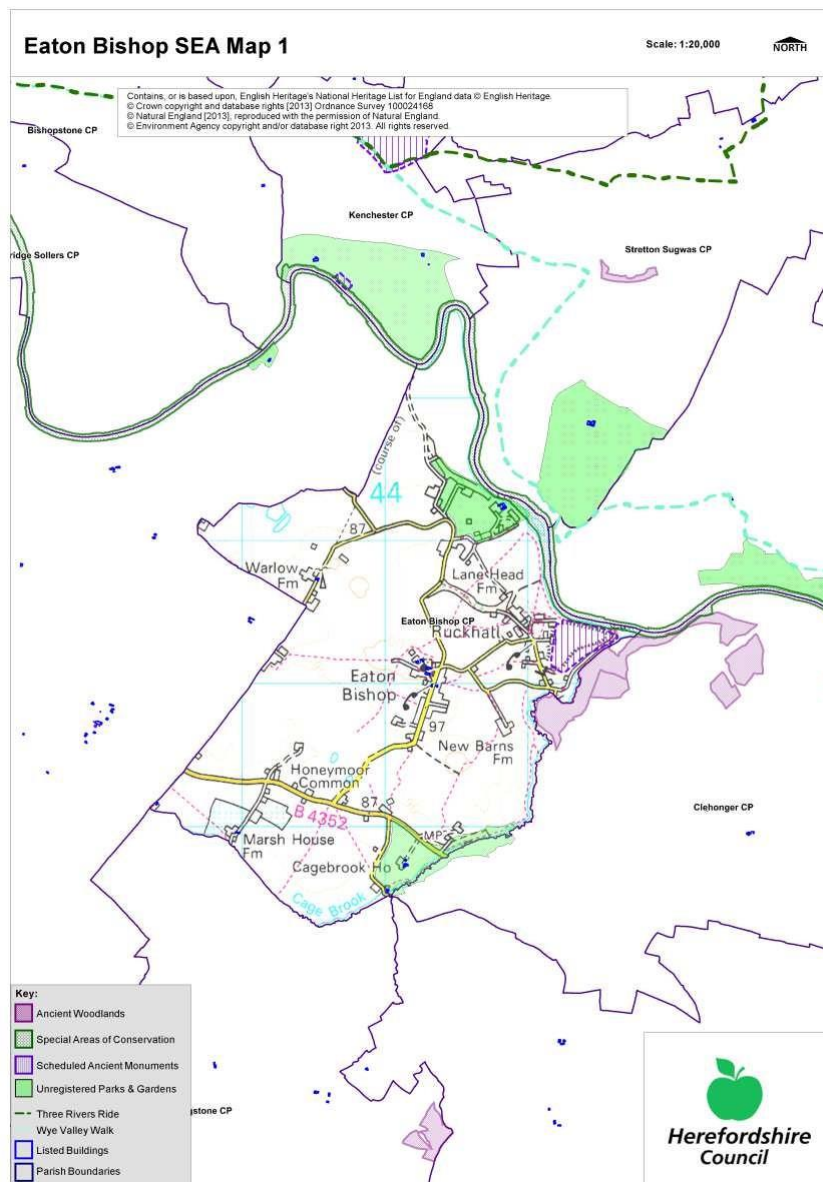 Eaton Bishop SEA Map 1
Scale: 1:20,000
NORTH
Contains, or is based upon, English Heritage's National Heritage List for England data © English Heritage.
© Crown copyright and database rights [2013] Ordnance Survey 100024168
© Natural England [2013], reproduced with the permission of Natural England.
© Environment Agency copyright and/or database right 2013. All rights reserved.
Bishopstone CP
Kenchester CP
Stretton Sugwas CP
ridge Sollers CP
(course of)
44
87
Warlow
Fm
Lane Head
Fm
Eaton Bishop CP
Ruckhall
Eaton
Bishop
97
New Barns
Fm
Honeymoor
Common
87
B 4352
Clehonger CP
MP
Marsh House
Fm
Cagebrook Ho
Cage Brook
Key:
Ancient Woodlands
Special Areas of Conservation
Scheduled Ancient Monuments
Unregistered Parks & Gardens
Three Rivers Ride
gstone CP
Wye Valley Walk
Listed Buildings
Parish Boundaries
Herefordshire
Council